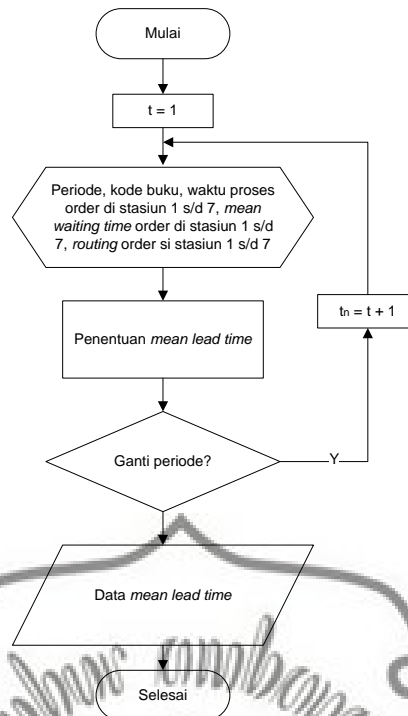 Mulai
t = 1
Periode, kode buku, waktu proses
order di stasiun 1 s/d 7, mean
waiting time order di stasiun 1 s/d
7, routing order si stasiun 1 s/d 7
tn = t + 1
Penentuan mean lead time
Ganti periode?
Y
Data mean lead time
Selesai